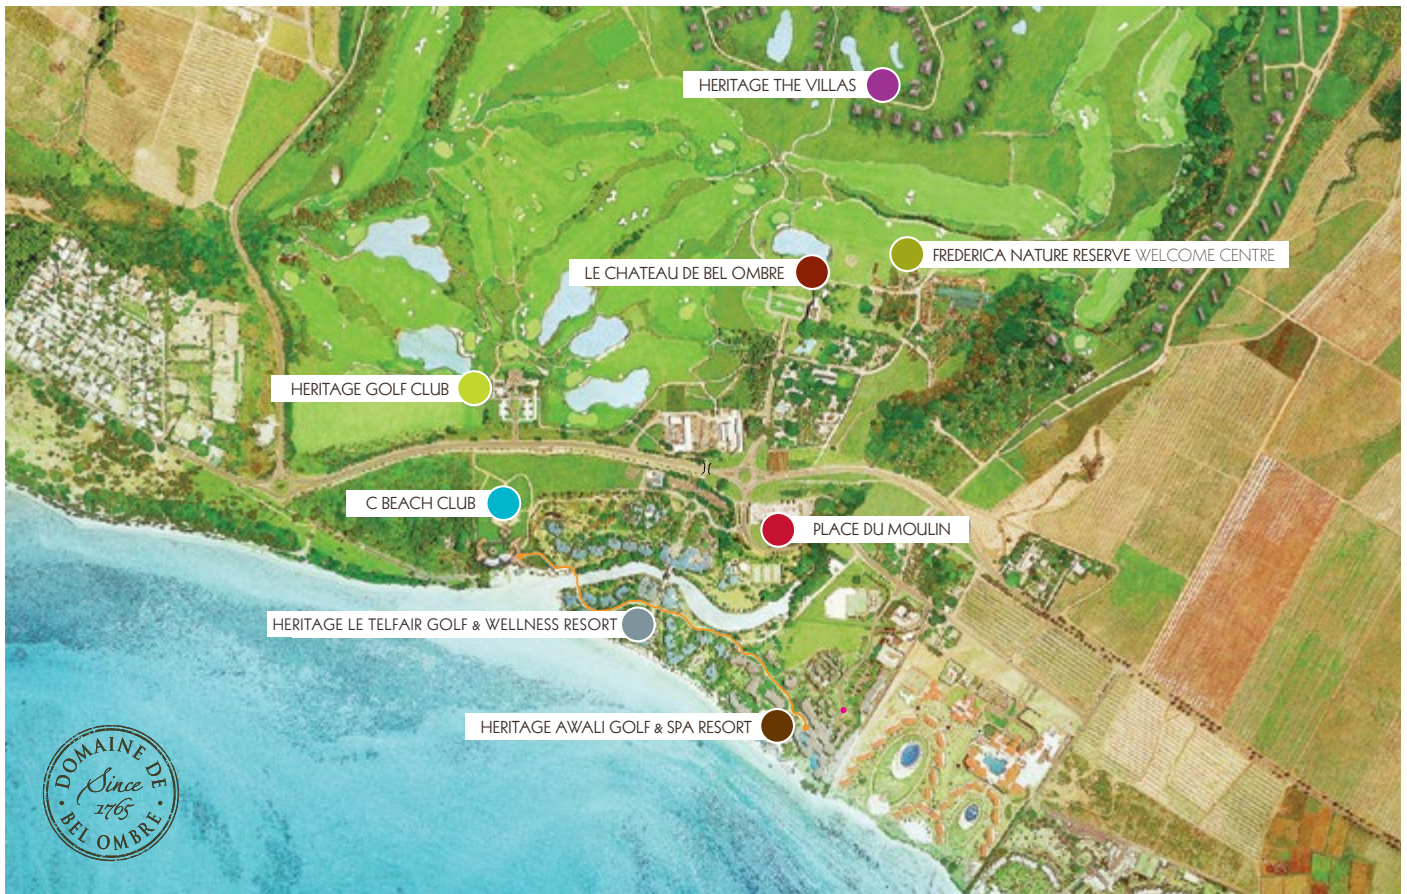 HERITAGE THE VILLAS
FREDERICA NATURE RESERVE WELCOME CENTRE
LE CHATEAU DE BEL OMBRE
HERITAGE GOLF CLUB
C BEACH CLUB
PLACE DU MOULIN
HERITAGE LE TELFAIR GOLF & WELLNESS RESORT
HERITAGE AWALI GOLF & SPA RESORT
DOMAINE DE
Since
1765
BEL OMBRE